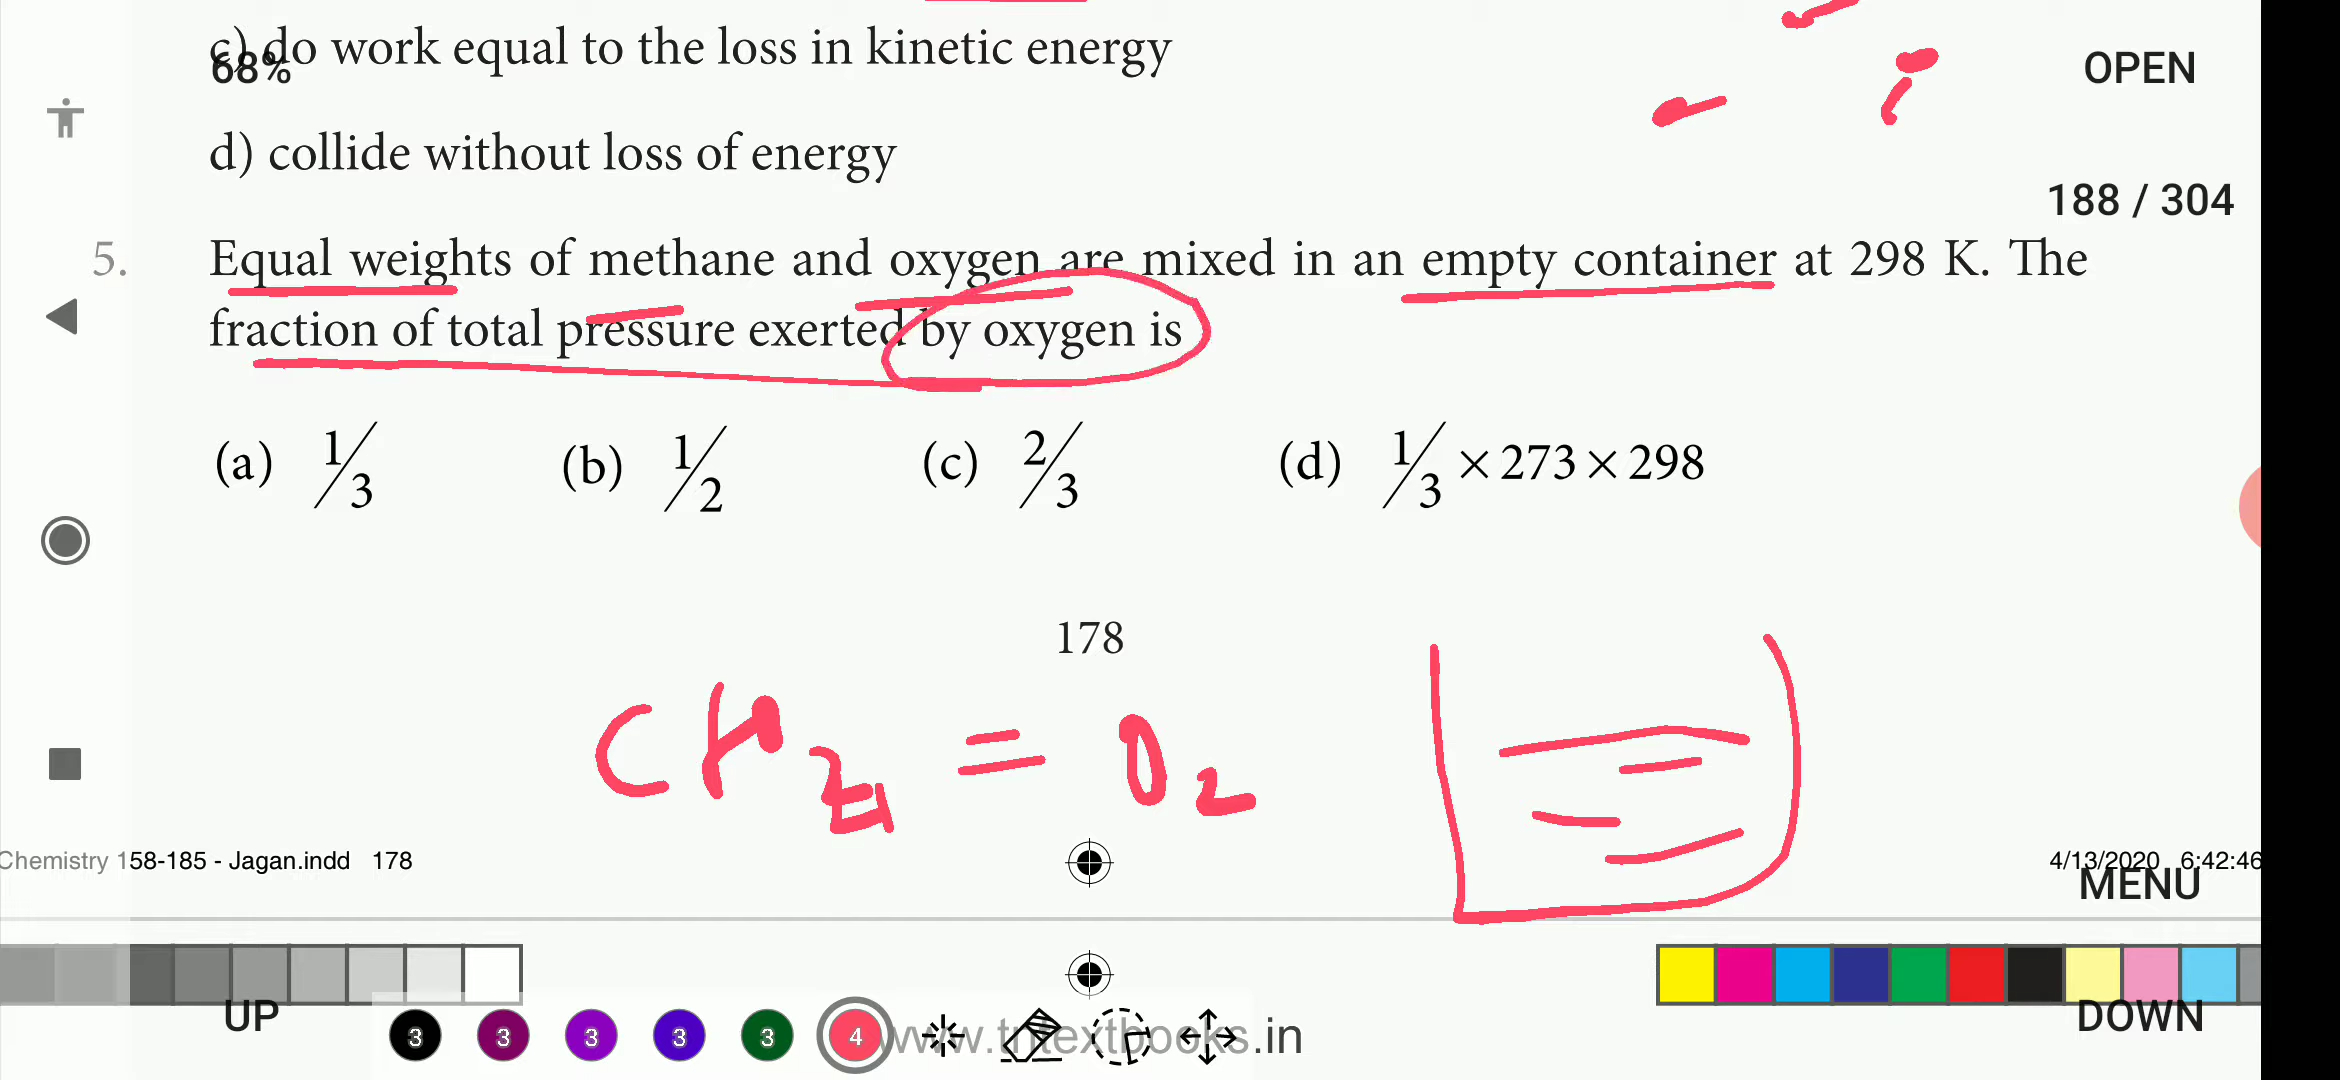 c) do work equal to the loss in kinetic energy
68%
OPEN
d) collide without loss of energy
188 / 304
5. Equal weights of methane and oxygen are mixed in an empty container at 298 K. The
fraction of total pressure exerted by oxygen is
(a) 1/3 (b) 1/2 (c) 2/3 (d) 1/3 × 273 × 298
178
CH4 = O2
Chemistry 158-185 - Jagan.indd 178
4/13/2020 6:42:46
MENU
UP
DOWN
3 3 3 3 3 4
www.tntextbooks.in